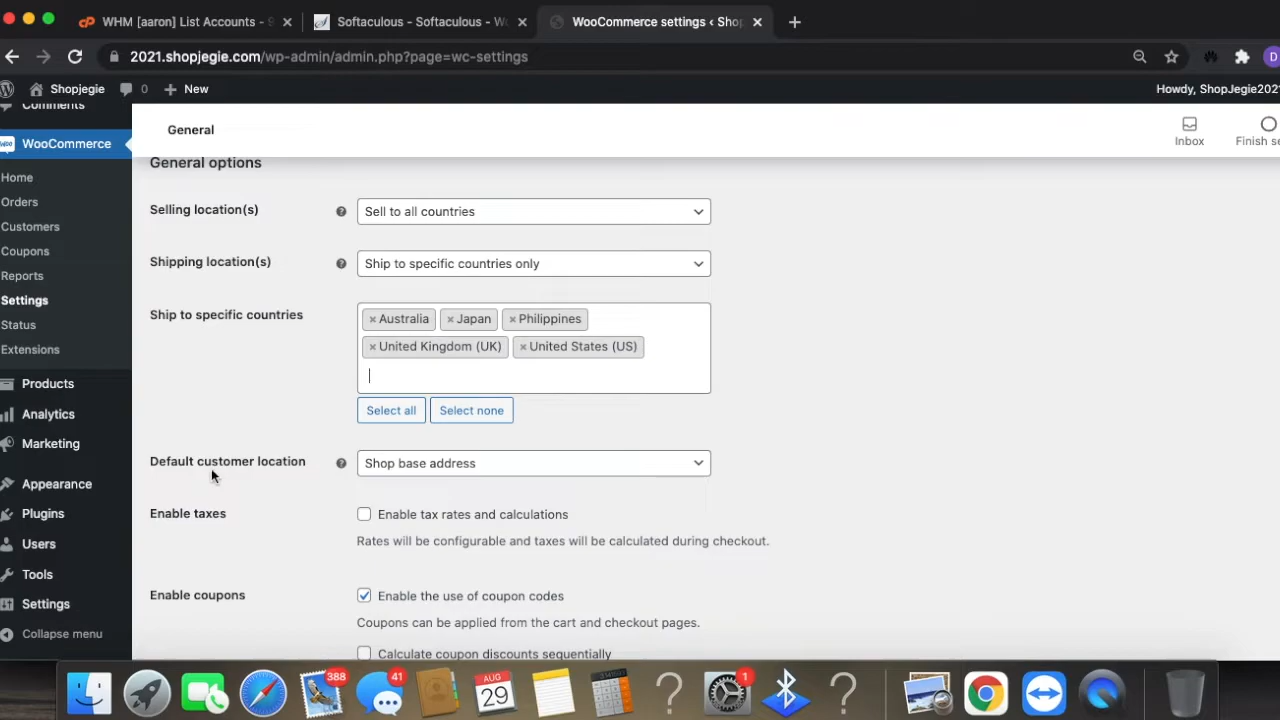 WHM [aaron] List Accounts - S
Softaculous - Softaculous - W
WooCommerce settings ‹ Shop
2021.shopjegie.com/wp-admin/admin.php?page=wc-settings
Shopjegie
0
New
Howdy, ShopJegie2021
Comments
WooCommerce
Home
Orders
Customers
Coupons
Reports
Settings
Status
Extensions
Products
Analytics
Marketing
Appearance
Plugins
Users
Tools
Settings
Collapse menu
General
Inbox
Finish se
General options
Selling location(s)
Sell to all countries
Shipping location(s)
Ship to specific countries only
Ship to specific countries
× Australia × Japan × Philippines
× United Kingdom (UK) × United States (US)
Select all Select none
Default customer location
Shop base address
Enable taxes
Enable tax rates and calculations
Rates will be configurable and taxes will be calculated during checkout.
Enable coupons
Enable the use of coupon codes
Coupons can be applied from the cart and checkout pages.
Calculate coupon discounts sequentially
388
41
AUG
29
1